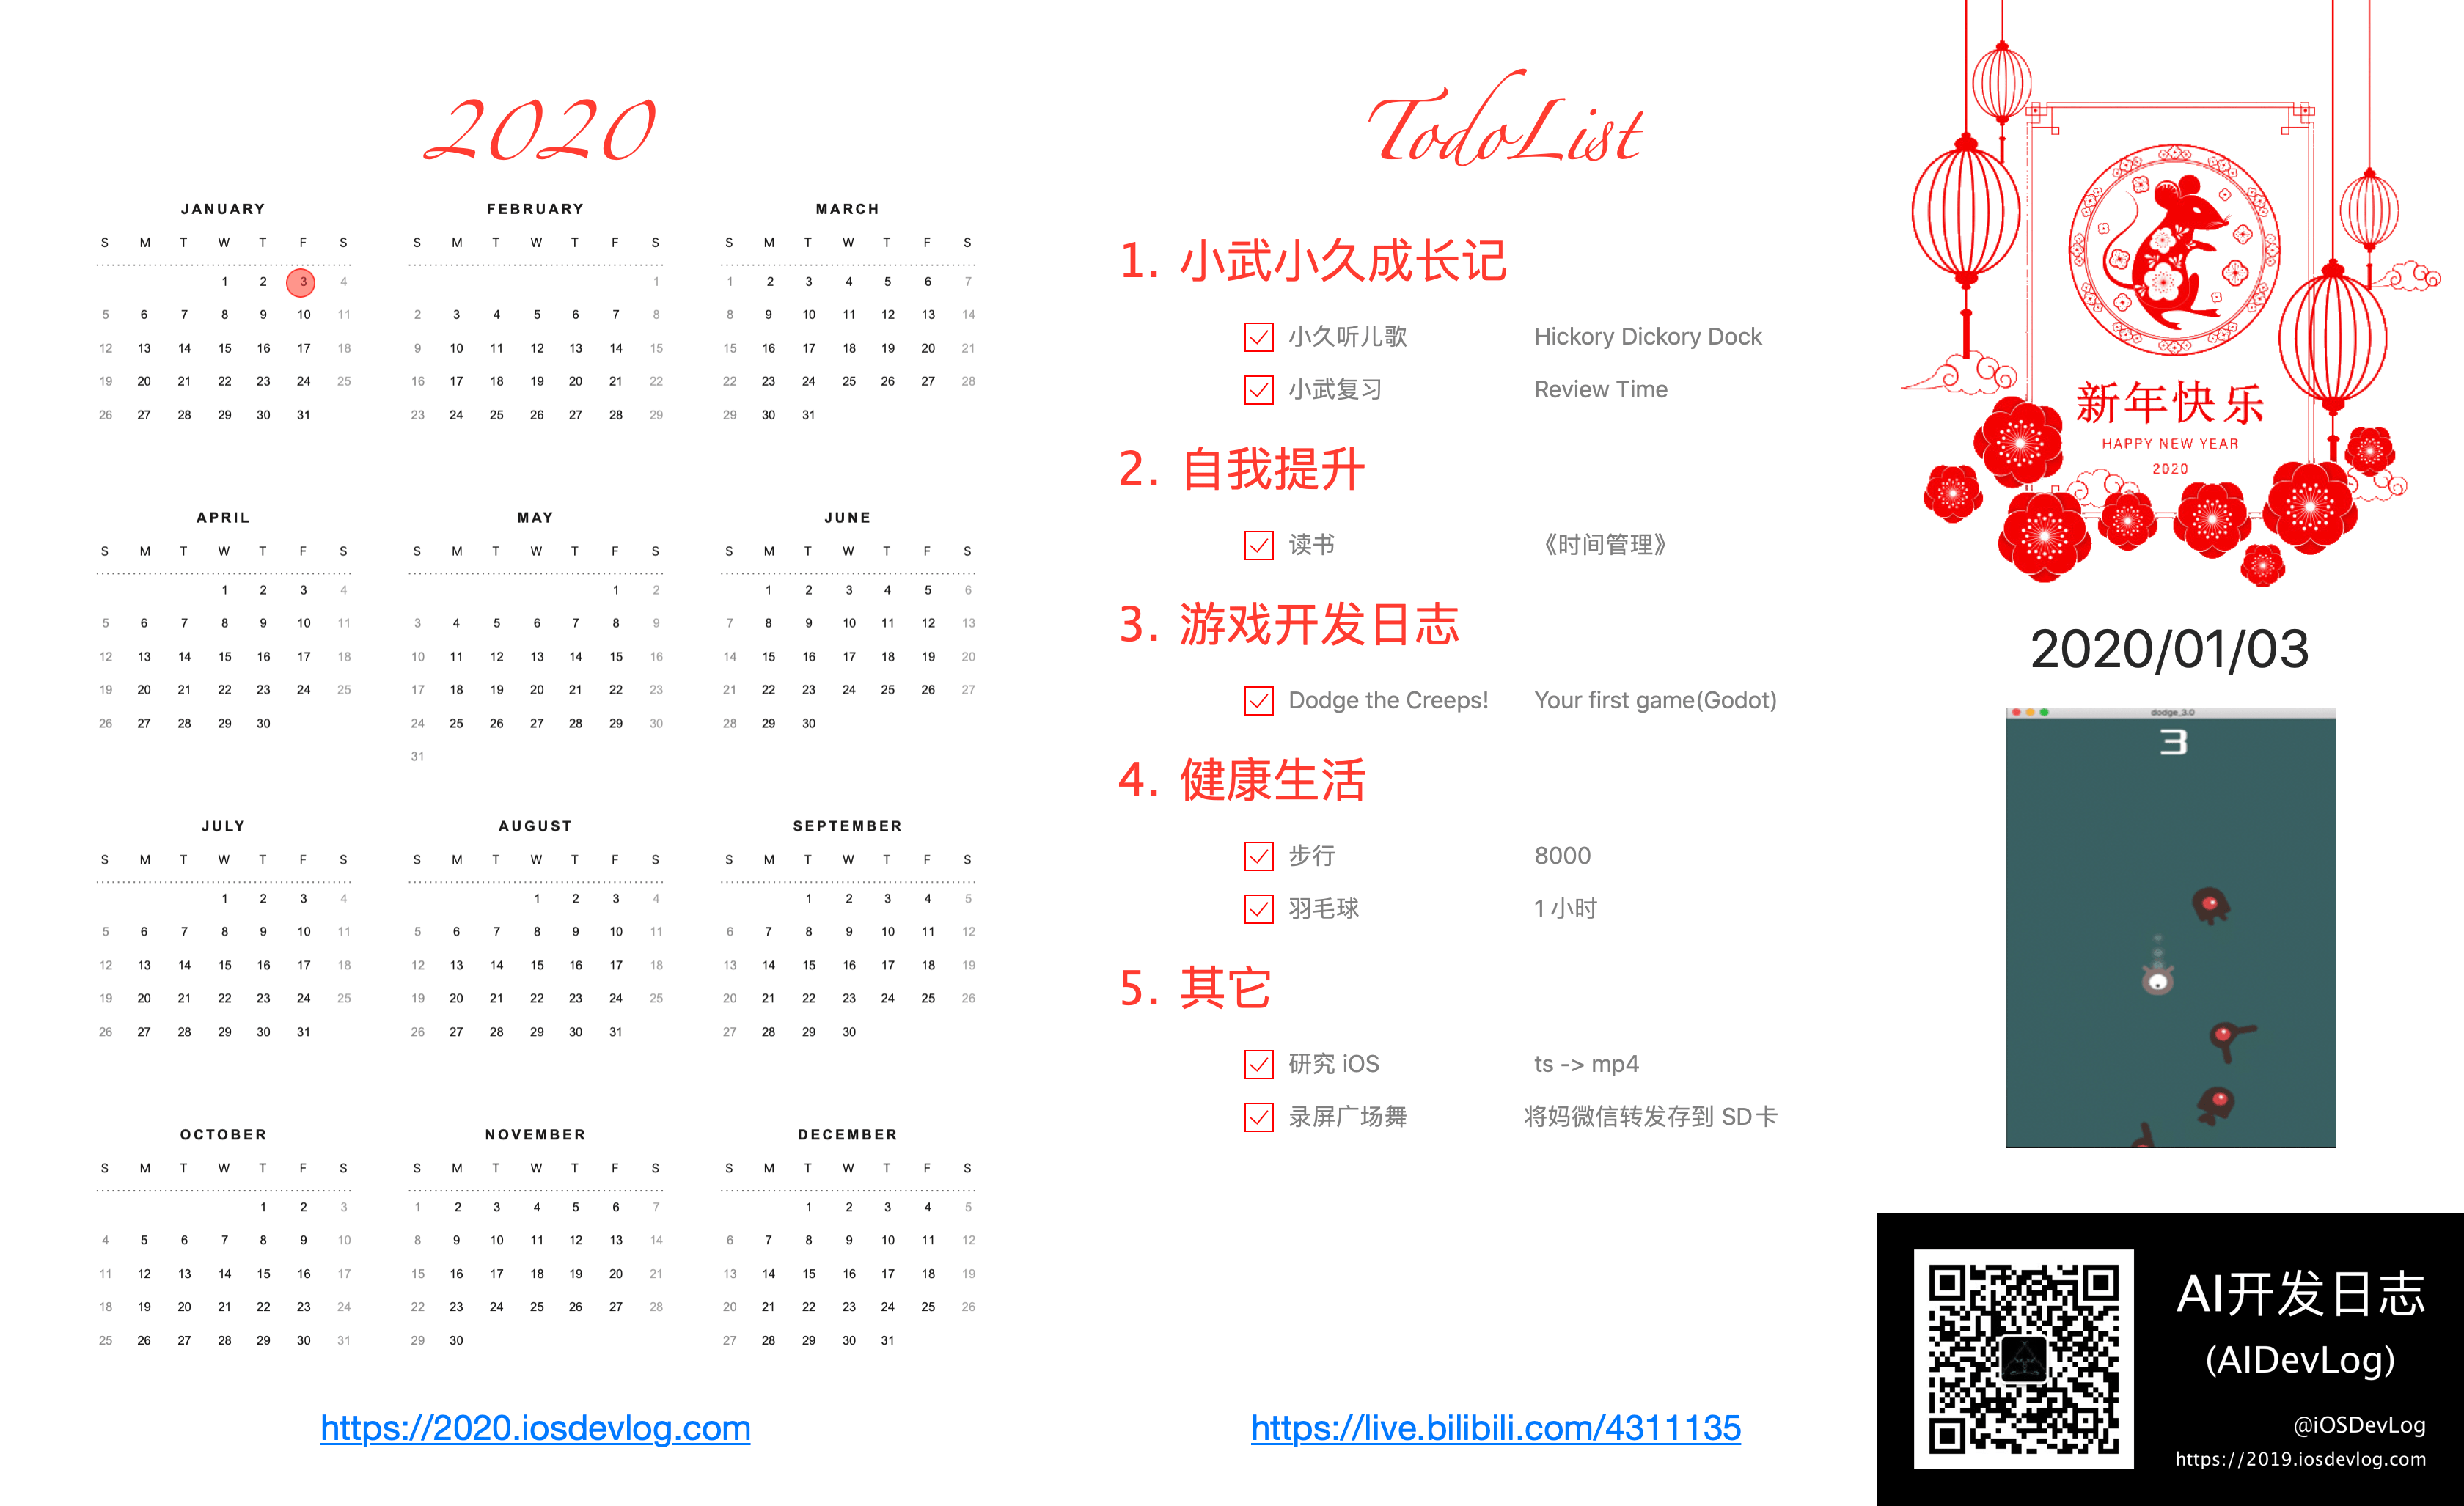 2020
JANUARY
S M T W T F S
1 2 3 4
5 6 7 8 9 10 11
12 13 14 15 16 17 18
19 20 21 22 23 24 25
26 27 28 29 30 31
FEBRUARY
S M T W T F S
1
2 3 4 5 6 7 8
9 10 11 12 13 14 15
16 17 18 19 20 21 22
23 24 25 26 27 28 29
MARCH
S M T W T F S
1 2 3 4 5 6 7
8 9 10 11 12 13 14
15 16 17 18 19 20 21
22 23 24 25 26 27 28
29 30 31
APRIL
S M T W T F S
1 2 3 4
5 6 7 8 9 10 11
12 13 14 15 16 17 18
19 20 21 22 23 24 25
26 27 28 29 30
MAY
S M T W T F S
1 2
3 4 5 6 7 8 9
10 11 12 13 14 15 16
17 18 19 20 21 22 23
24 25 26 27 28 29 30
31
JUNE
S M T W T F S
1 2 3 4 5 6
7 8 9 10 11 12 13
14 15 16 17 18 19 20
21 22 23 24 25 26 27
28 29 30
JULY
S M T W T F S
1 2 3 4
5 6 7 8 9 10 11
12 13 14 15 16 17 18
19 20 21 22 23 24 25
26 27 28 29 30 31
AUGUST
S M T W T F S
1 2 3 4
5 6 7 8 9 10 11
12 13 14 15 16 17 18
19 20 21 22 23 24 25
26 27 28 29 30 31
SEPTEMBER
S M T W T F S
1 2 3 4 5
6 7 8 9 10 11 12
13 14 15 16 17 18 19
20 21 22 23 24 25 26
27 28 29 30
OCTOBER
S M T W T F S
1 2 3
4 5 6 7 8 9 10
11 12 13 14 15 16 17
18 19 20 21 22 23 24
25 26 27 28 29 30 31
NOVEMBER
S M T W T F S
1 2 3 4 5 6 7
8 9 10 11 12 13 14
15 16 17 18 19 20 21
22 23 24 25 26 27 28
29 30
DECEMBER
S M T W T F S
1 2 3 4 5
6 7 8 9 10 11 12
13 14 15 16 17 18 19
20 21 22 23 24 25 26
27 28 29 30 31
https://2020.iosdevlog.com
TodoList
1. 小武小久成长记
小久听儿歌 Hickory Dickory Dock
小武复习 Review Time
2. 自我提升
读书 《时间管理》
3. 游戏开发日志
Dodge the Creeps! Your first game(Godot)
4. 健康生活
步行 8000
羽毛球 1 小时
5. 其它
研究 iOS ts -> mp4
录屏广场舞 将妈微信转发存到 SD卡
https://live.bilibili.com/4311135
新年快乐
HAPPY NEW YEAR
2020
2020/01/03
dodge_3.0
3
AI开发日志
(AIDevLog)
@iOSDevLog
https://2019.iosdevlog.com